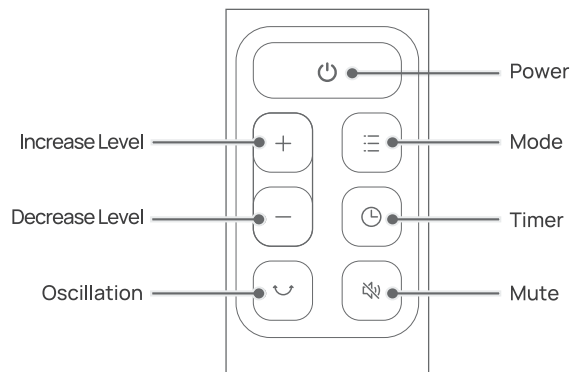 Power
Increase Level
Mode
Decrease Level
Timer
Oscillation
Mute